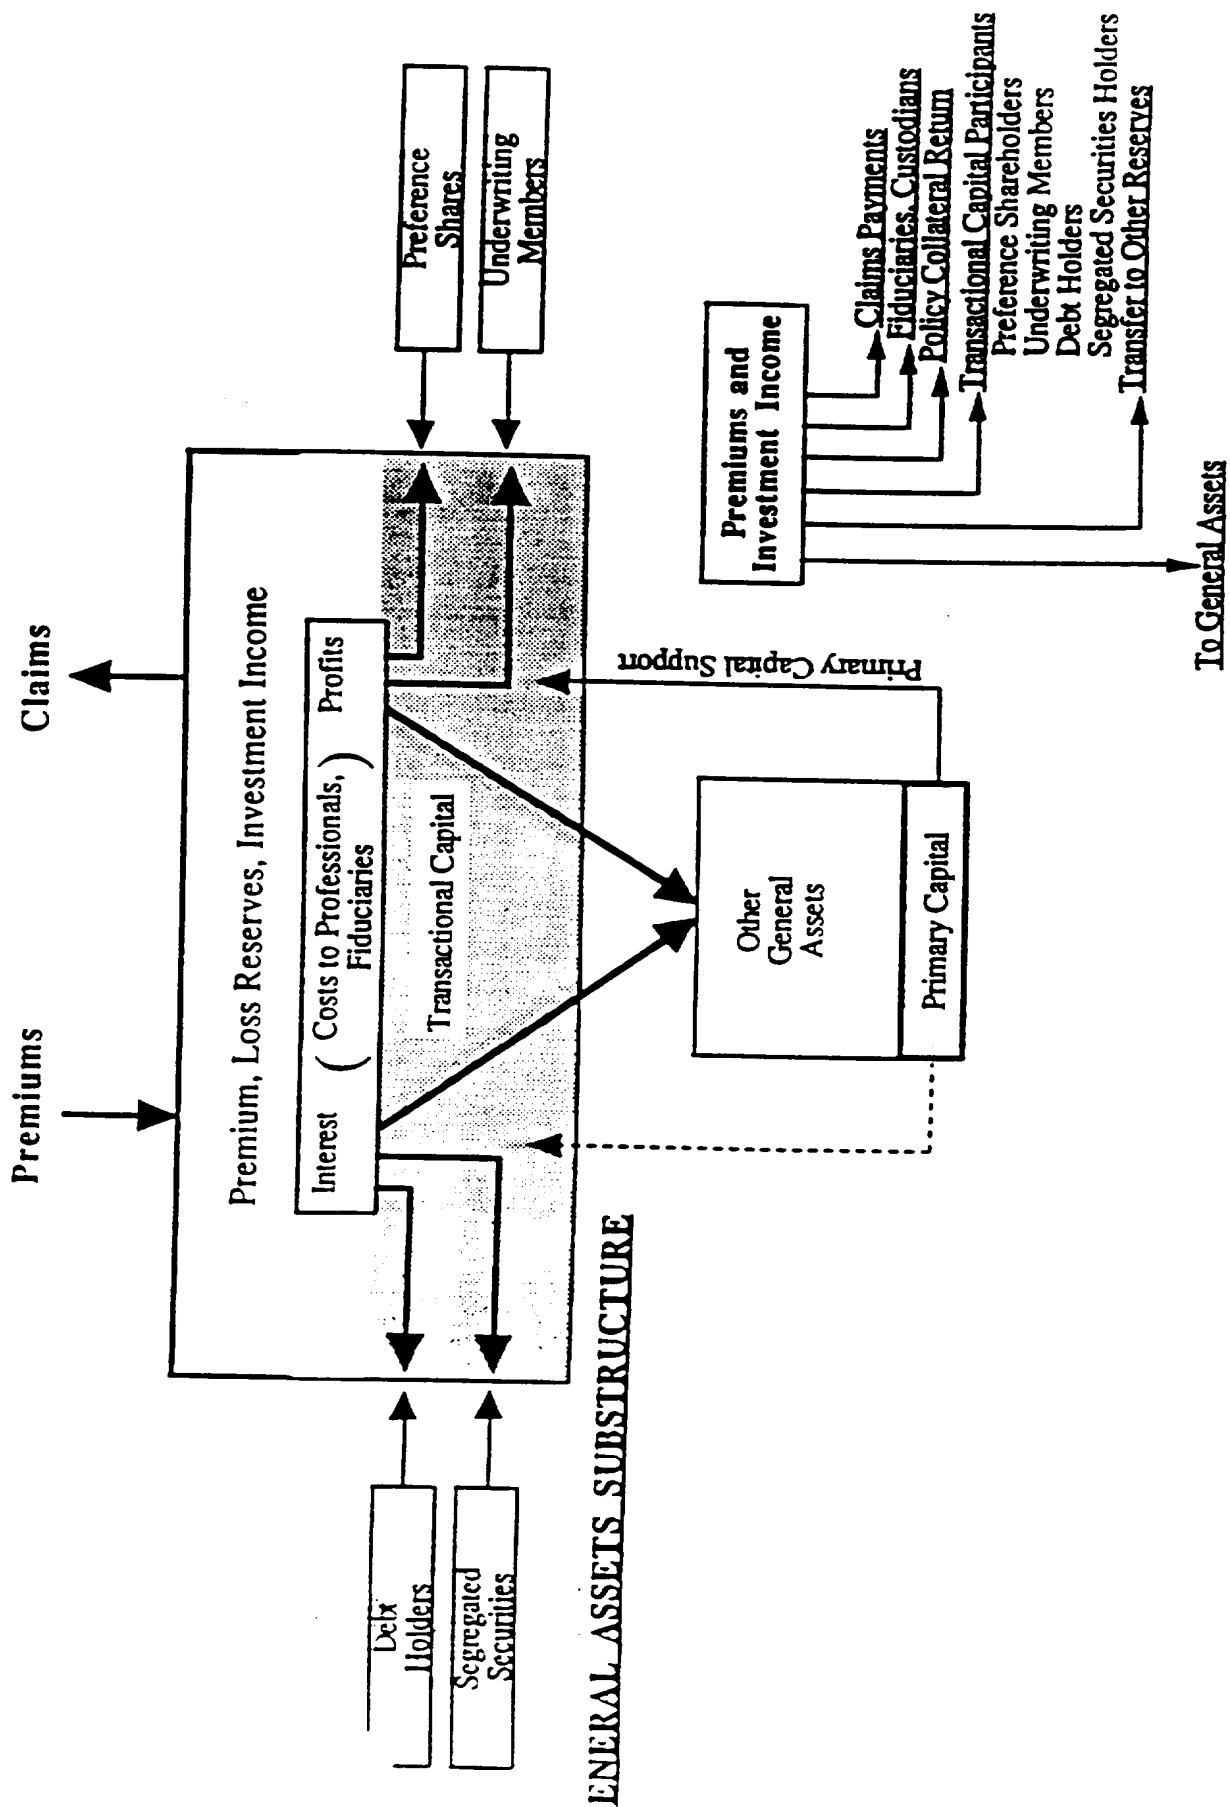 Premiums
Claims
Premium, Loss Reserves, Investment Income
Interest
( Costs to Professionals, )
Fiduciaries
Profits
Transactional Capital
Debt
Holders
Segregated
Securities
Preference
Shares
Underwriting
Members
Other
General
Assets
Primary Capital
Primary Capital Support
ENERAL ASSETS SUBSTRUCTURE
Premiums and
Investment Income
Claims Payments
Fiduciaries, Custodians
Policy Collateral Return
Transactional Capital Participants
Preference Shareholders
Underwriting Members
Debt Holders
Segregated Securities Holders
Transfer to Other Reserves
To General Assets